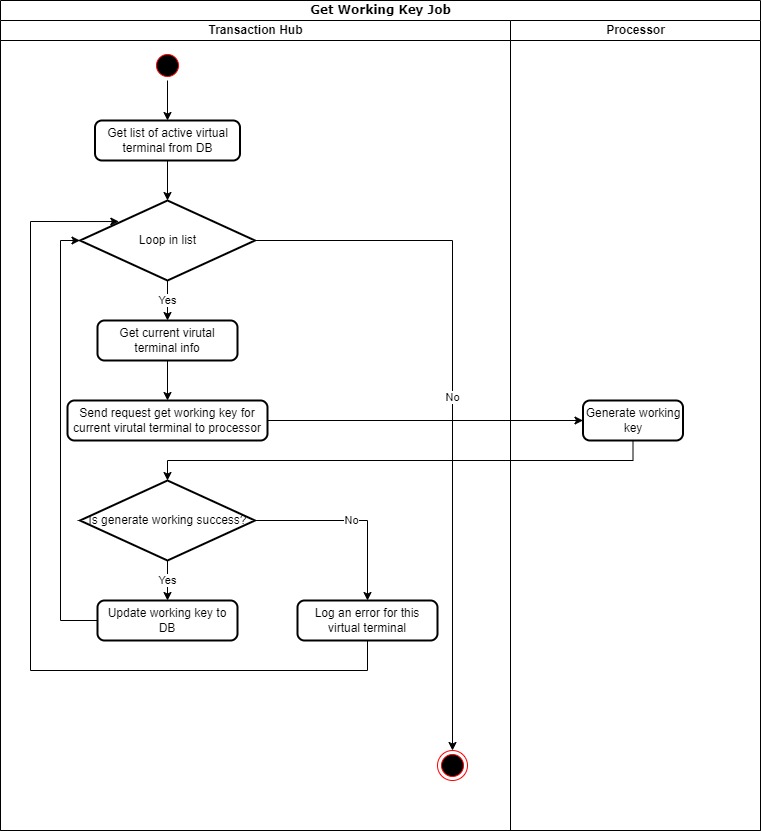 Get Working Key Job
Transaction Hub
Processor
Get list of active virtual
terminal from DB
Loop in list
Yes
Get current virutal
terminal info
No
Send request get working key for
current virutal terminal to processor
Generate working
key
Is generate working success?
No
Yes
Update working key to
DB
Log an error for this
virtual terminal